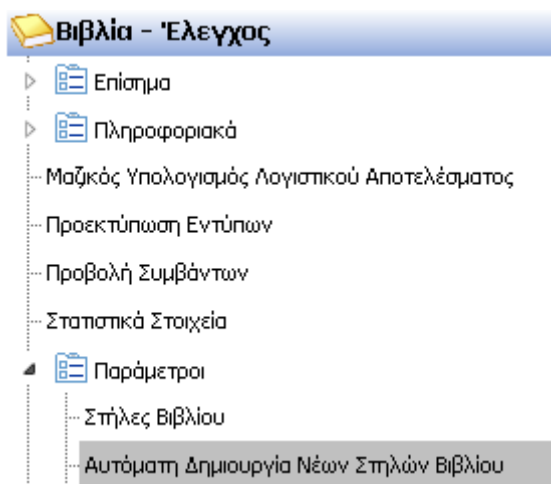 Βιβλία - Έλεγχος
Επίσημα
Πληροφοριακά
Μαζικός Υπολογισμός Λογιστικού Αποτελέσματος
Προεκτύπωση Εντύπων
Προβολή Συμβάντων
Στατιστικά Στοιχεία
Παράμετροι
Στήλες Βιβλίου
Αυτόματη Δημιουργία Νέων Στηλών Βιβλίου